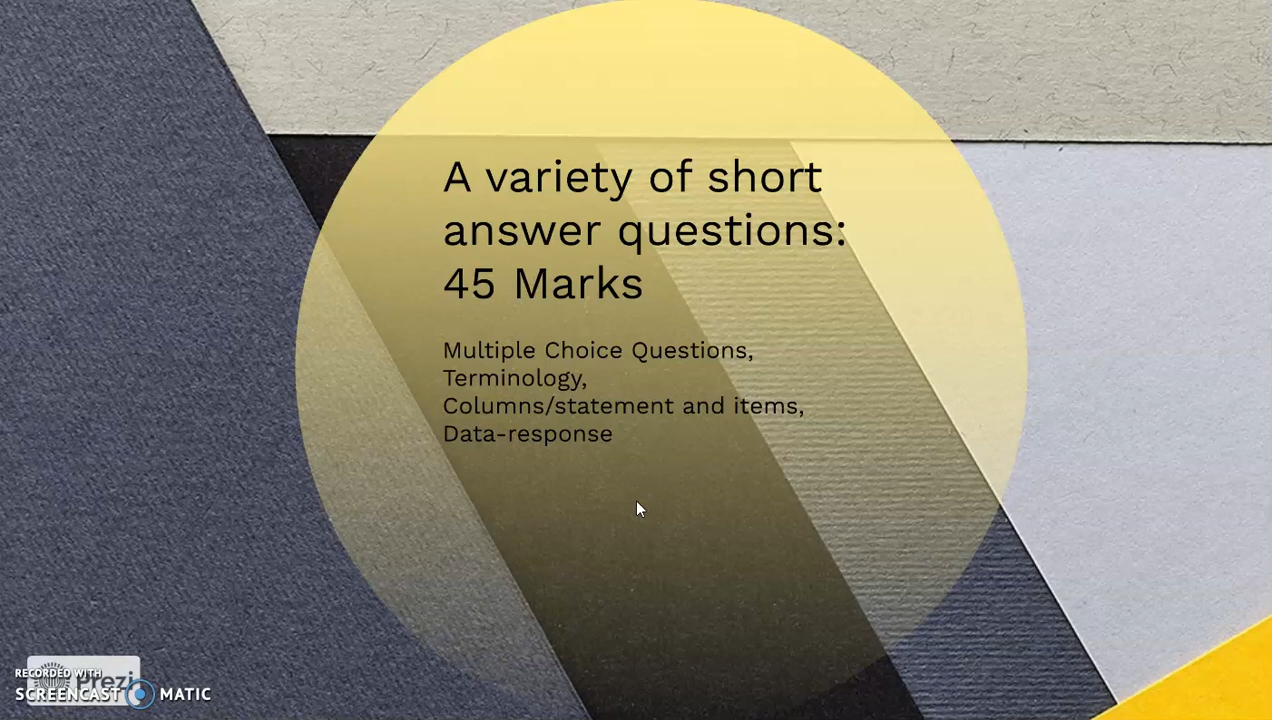 A variety of short
answer questions:
45 Marks
Multiple Choice Questions,
Terminology,
Columns/statement and items,
Data-response
RECORDED WITH
Prezi
SCREENCAST MATIC